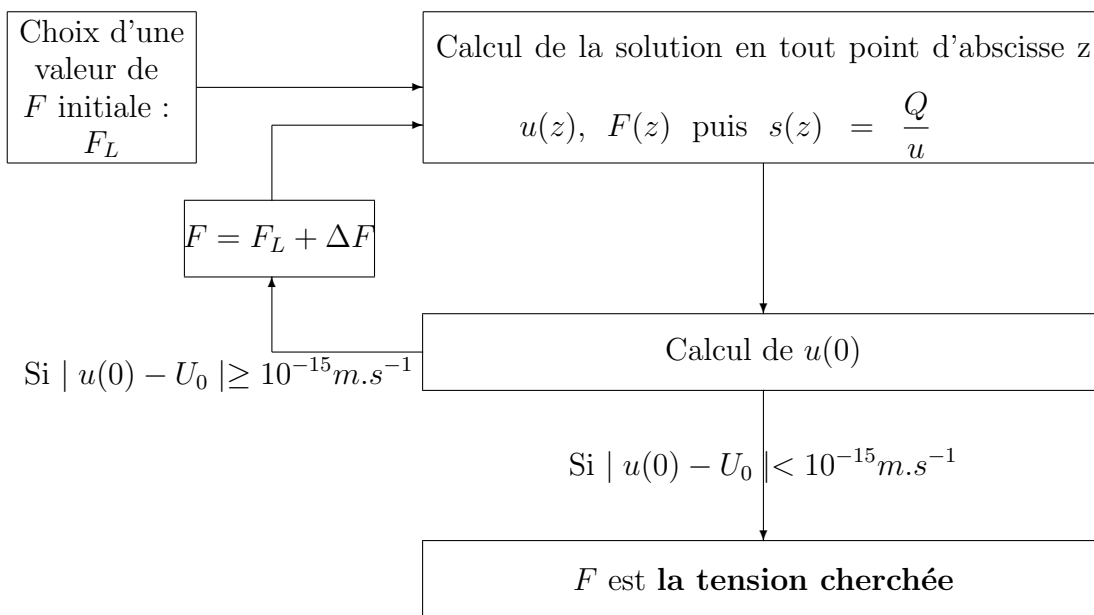 Choix d'une
valeur de
F initiale :
F_L
Calcul de la solution en tout point d'abscisse z
u(z), F(z) puis s(z) = Q/u
F = F_L + ΔF
Calcul de u(0)
Si | u(0) − U_0 |≥ 10^{−15}m.s^{−1}
Si | u(0) − U_0 |< 10^{−15}m.s^{−1}
F est la tension cherchée